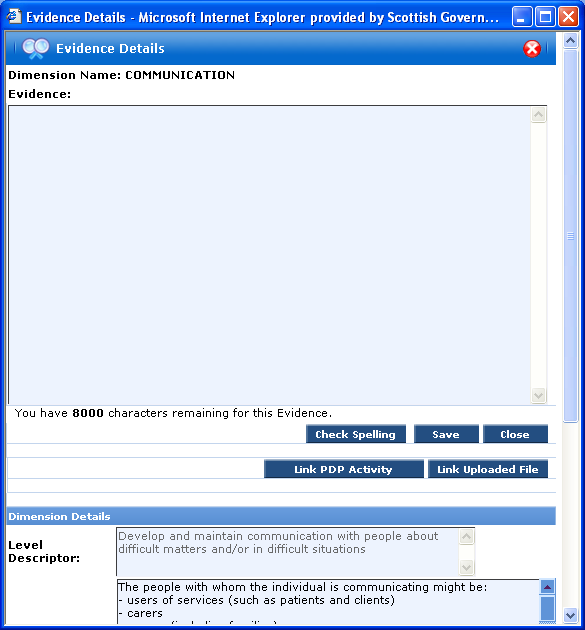 Evidence Details - Microsoft Internet Explorer provided by Scottish Govern...
Evidence Details
Dimension Name: COMMUNICATION
Evidence:
You have 8000 characters remaining for this Evidence.
Check Spelling Save Close
Link PDP Activity Link Uploaded File
Dimension Details
Level Descriptor:
Develop and maintain communication with people about
difficult matters and/or in difficult situations
The people with whom the individual is communicating might be:
- users of services (such as patients and clients)
- carers